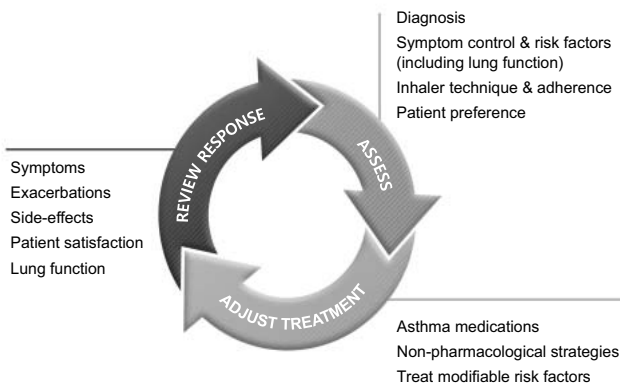 Diagnosis
Symptom control & risk factors
(including lung function)
Inhaler technique & adherence
Patient preference
REVIEW RESPONSE
ASSESS
ADJUST TREATMENT
Symptoms
Exacerbations
Side-effects
Patient satisfaction
Lung function
Asthma medications
Non-pharmacological strategies
Treat modifiable risk factors